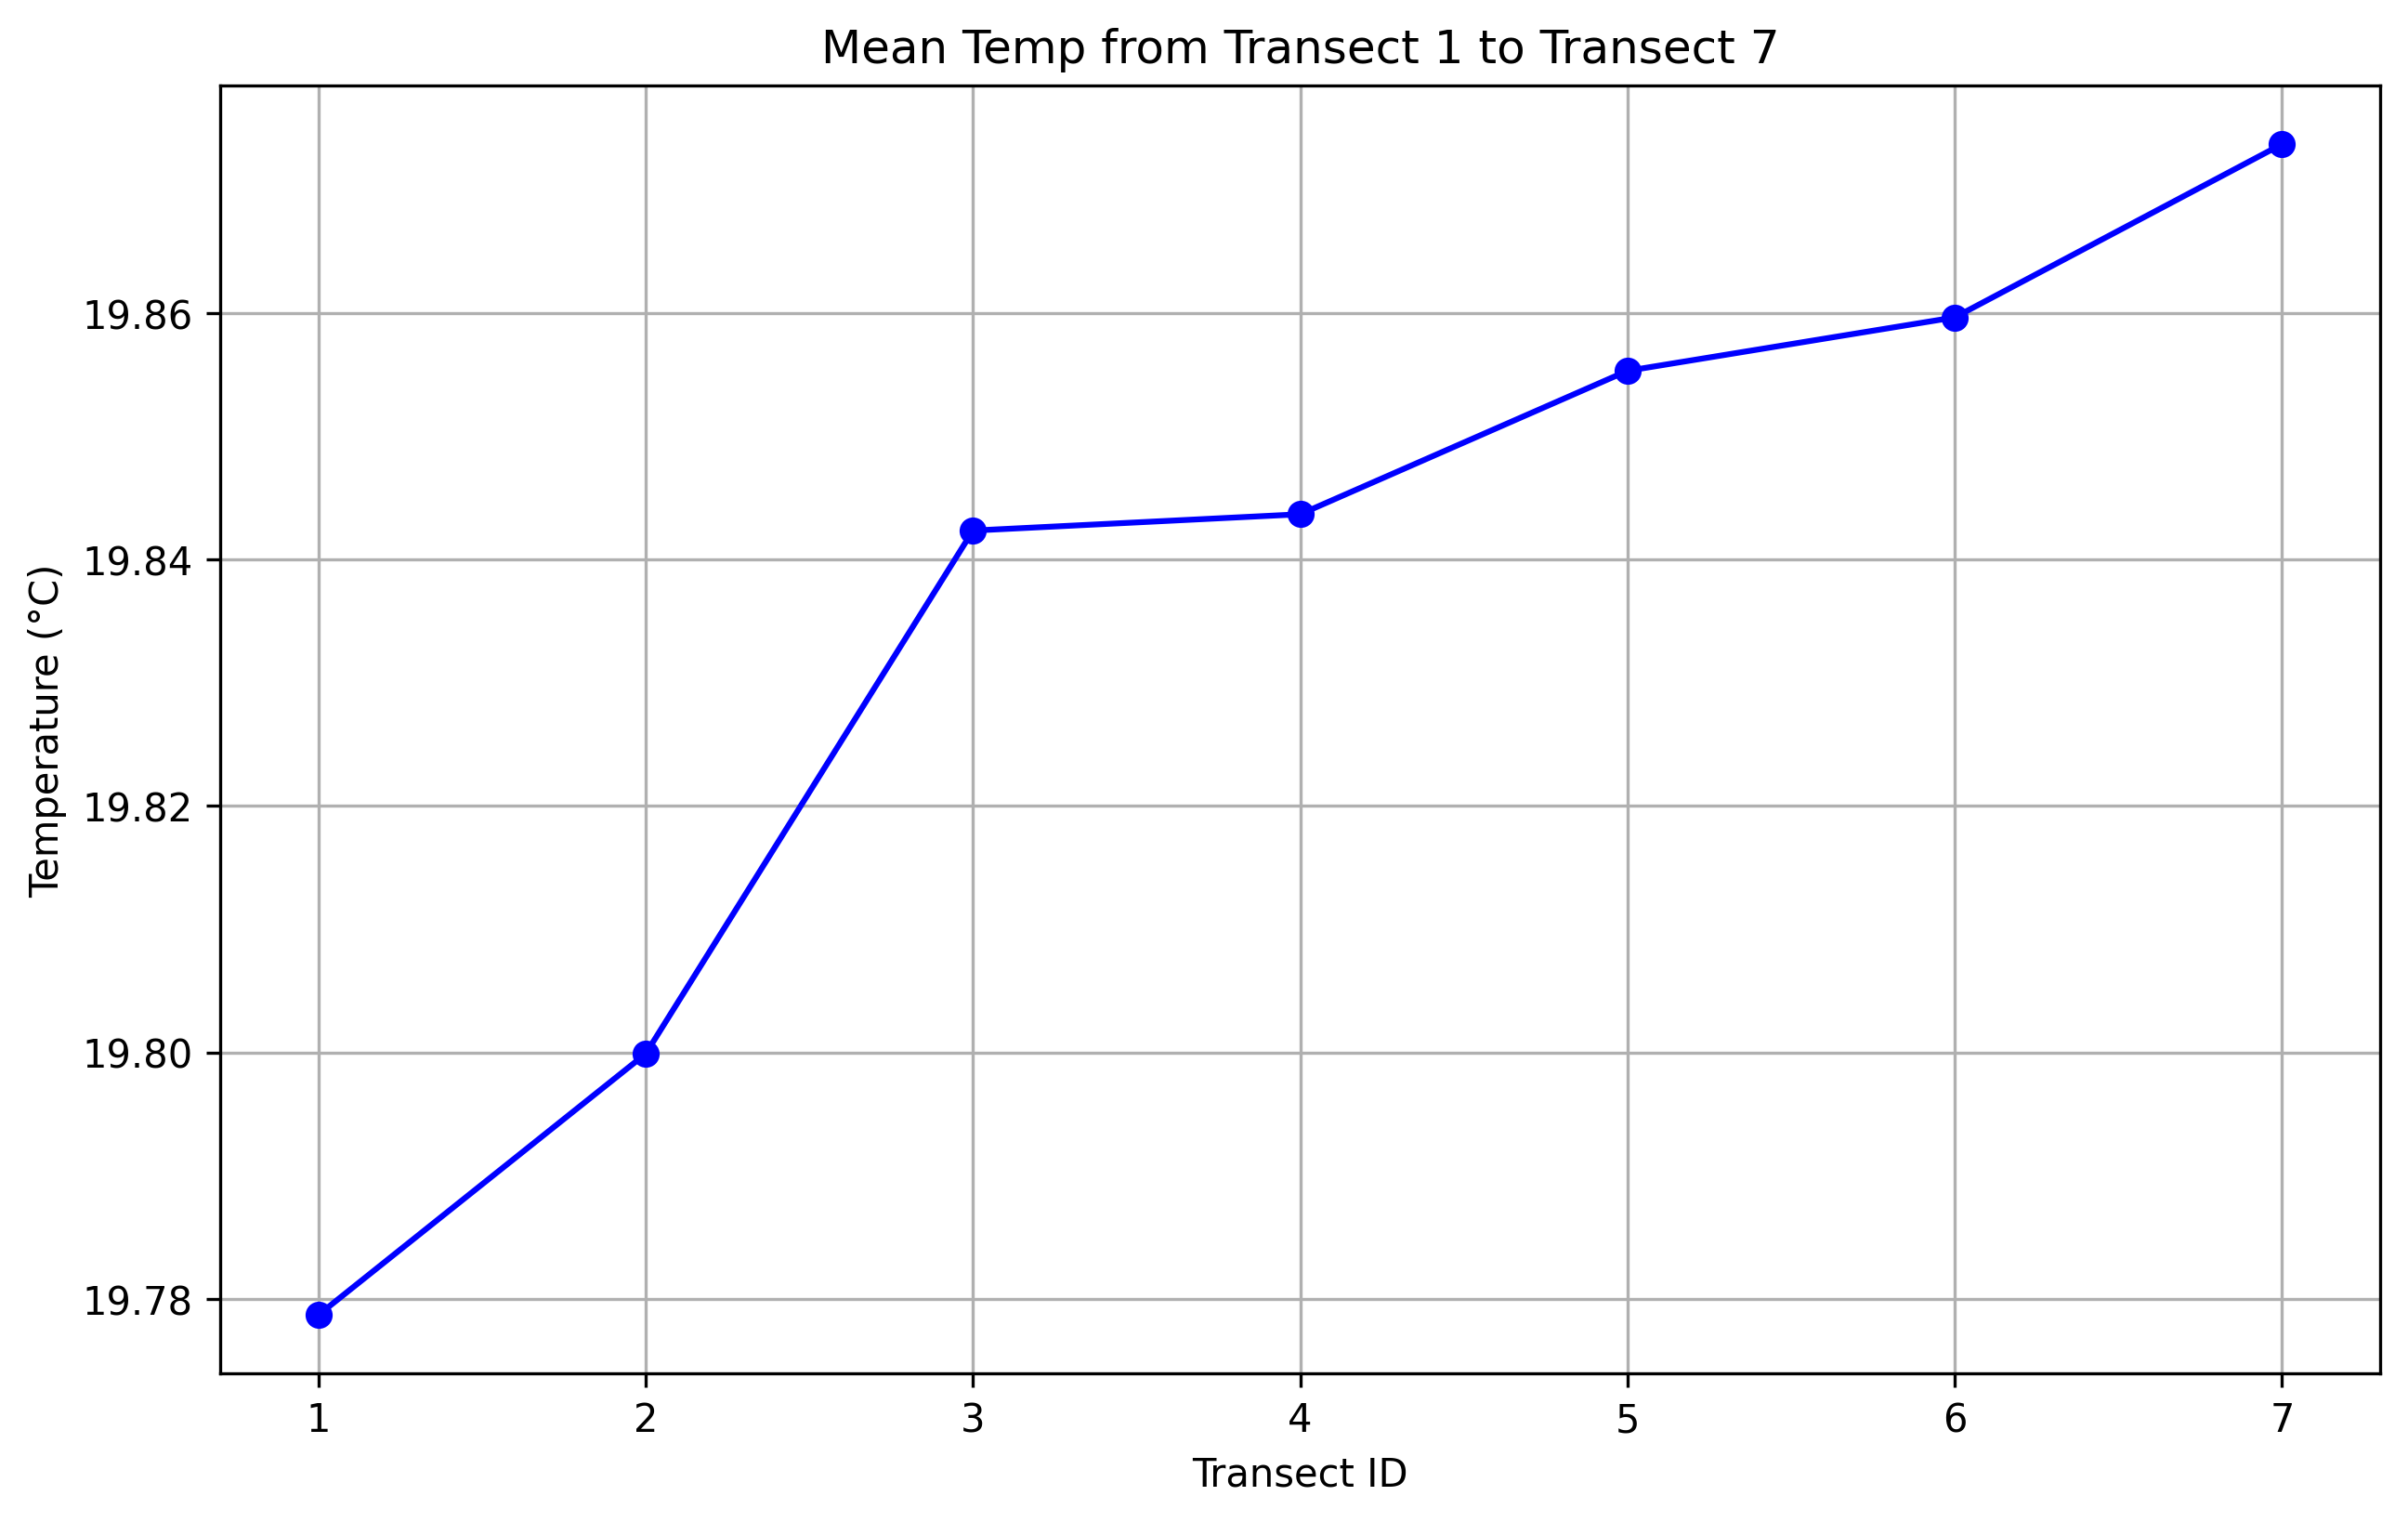 Mean Temp from Transect 1 to Transect 7
Temperature (°C)
19.86
19.84
19.82
19.80
19.78
1 2 3 4 5 6 7
Transect ID